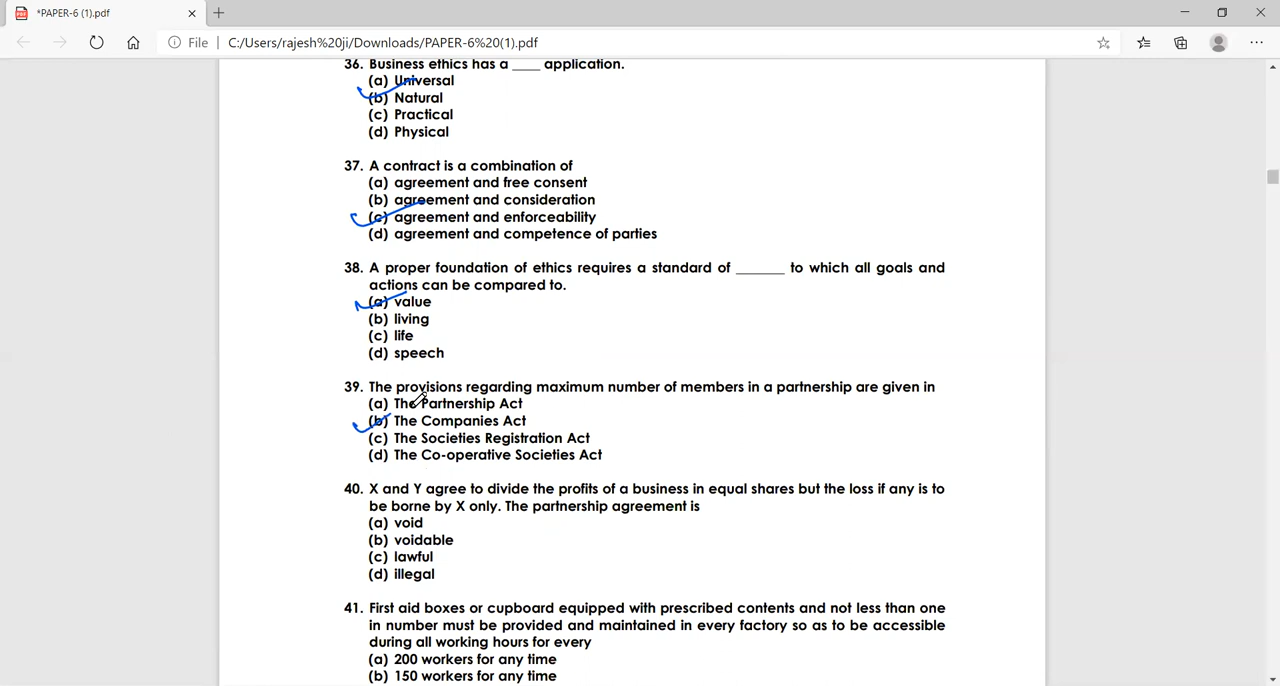 *PAPER-6 (1).pdf
File | C:/Users/rajesh%20ji/Downloads/PAPER-6%20(1).pdf
36. Business ethics has a ____ application.
(a) Universal
(b) Natural
(c) Practical
(d) Physical
37. A contract is a combination of
(a) agreement and free consent
(b) agreement and consideration
(c) agreement and enforceability
(d) agreement and competence of parties
38. A proper foundation of ethics requires a standard of _______ to which all goals and
actions can be compared to.
(a) value
(b) living
(c) life
(d) speech
39. The provisions regarding maximum number of members in a partnership are given in
(a) The Partnership Act
(b) The Companies Act
(c) The Societies Registration Act
(d) The Co-operative Societies Act
40. X and Y agree to divide the profits of a business in equal shares but the loss if any is to
be borne by X only. The partnership agreement is
(a) void
(b) voidable
(c) lawful
(d) illegal
41. First aid boxes or cupboard equipped with prescribed contents and not less than one
in number must be provided and maintained in every factory so as to be accessible
during all working hours for every
(a) 200 workers for any time
(b) 150 workers for any time